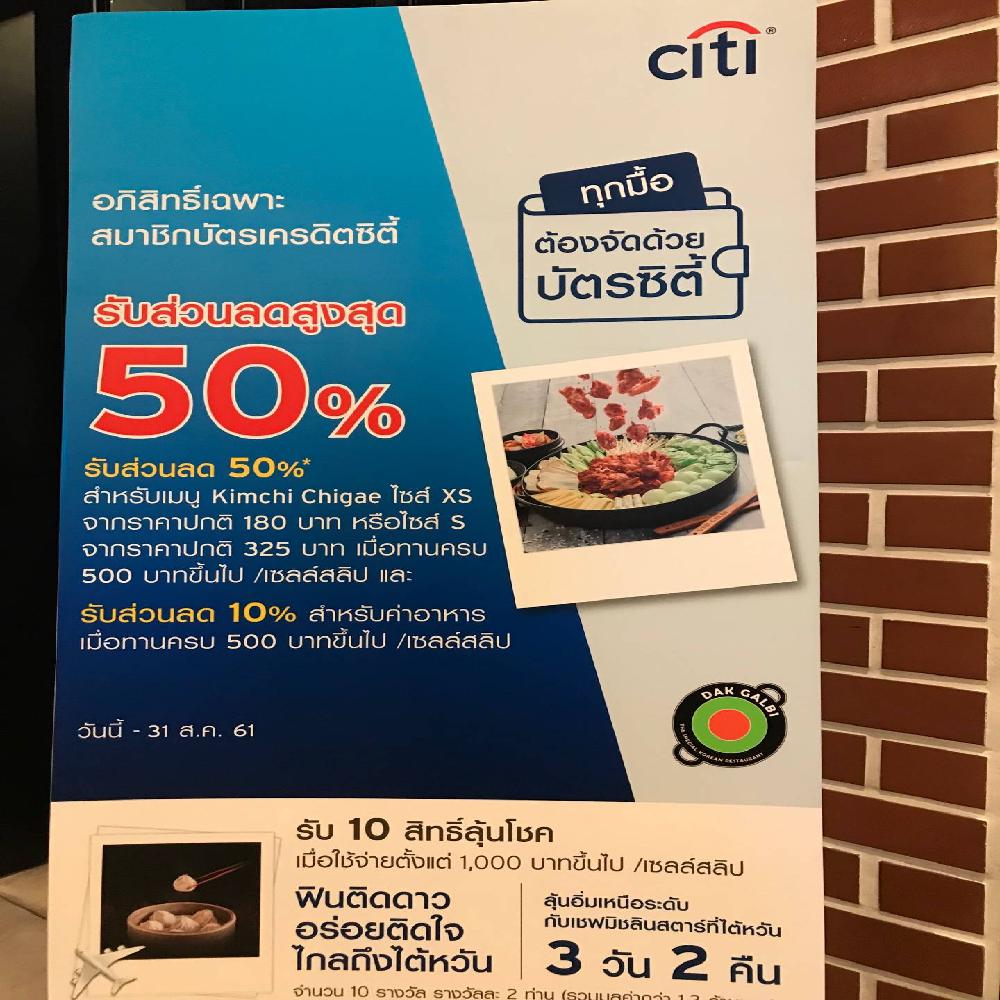 citi®
ทุกมื้อ
ต้องจัดด้วย
บัตรซิตี้
อภิสิทธิ์เฉพาะ
สมาชิกบัตรเครดิตซิตี้
รับส่วนลดสูงสุด
50%
รับส่วนลด 50%*
สำหรับเมนู Kimchi Chigae ไซส์ XS
จากราคาปกติ 180 บาท หรือไซส์ S
จากราคาปกติ 325 บาท เมื่อทานครบ
500 บาทขึ้นไป /เซลล์สลิป และ
รับส่วนลด 10% สำหรับค่าอาหาร
เมื่อทานครบ 500 บาทขึ้นไป /เซลล์สลิป
วันนี้ - 31 ส.ค. 61
DAK GALBI
THE SPECIAL KOREAN RESTAURANT
รับ 10 สิทธิ์ลุ้นโชค
เมื่อใช้จ่ายตั้งแต่ 1,000 บาทขึ้นไป /เซลล์สลิป
ฟินติดดาว
อร่อยติดใจ
ไกลถึงไต้หวัน
ลุ้นอิ่มเหนือระดับ
กับเชฟมิชลินสตาร์ที่ไต้หวัน
3 วัน 2 คืน
จำนวน 10 รางวัล รางวัลละ 2 ท่าน (รวมมูลค่ากว่า 1.3